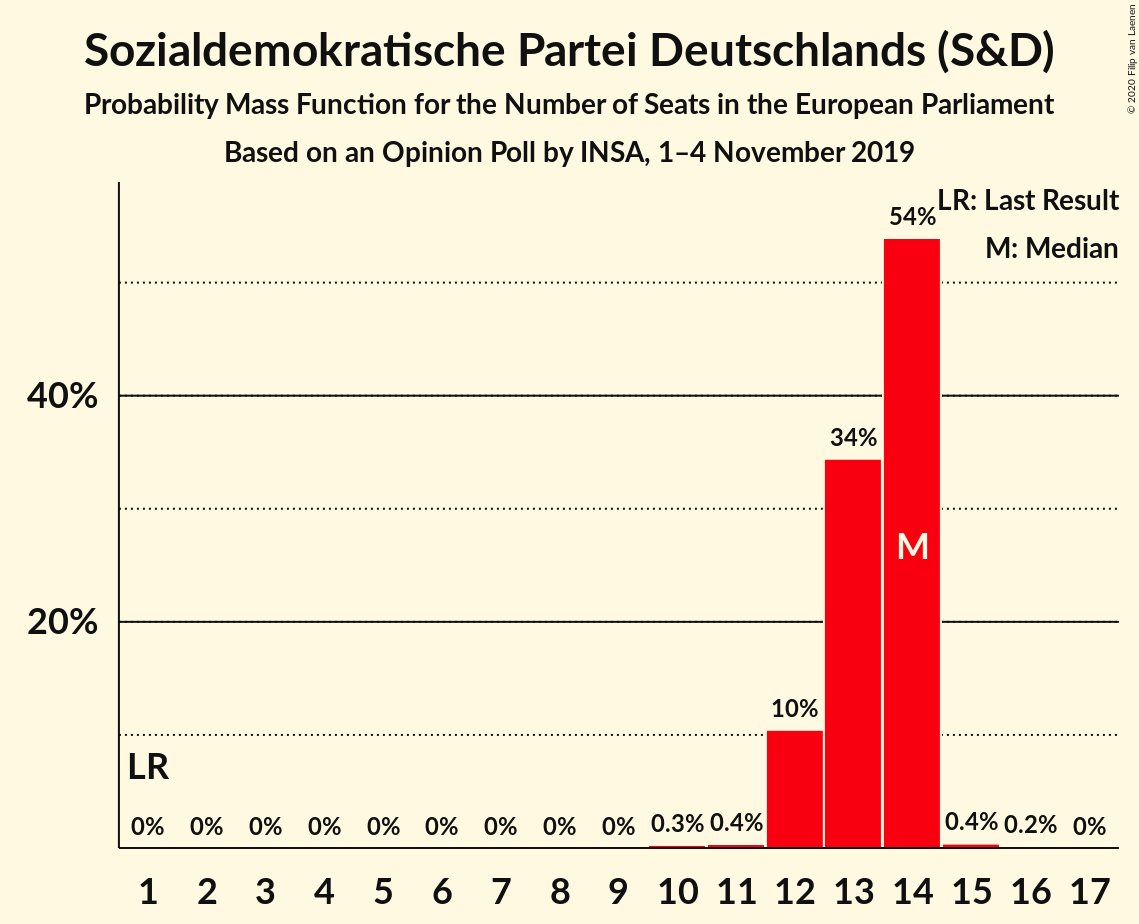 Sozialdemokratische Partei Deutschlands (S&D)
Probability Mass Function for the Number of Seats in the European Parliament
Based on an Opinion Poll by INSA, 1–4 November 2019
© 2020 Filip van Laenen
LR: Last Result
M: Median
54%
40%
34%
M
20%
10%
LR
0% 0% 0% 0% 0% 0% 0% 0% 0% 0.3% 0.4% 0.4% 0.2% 0%
1 2 3 4 5 6 7 8 9 10 11 12 13 14 15 16 17